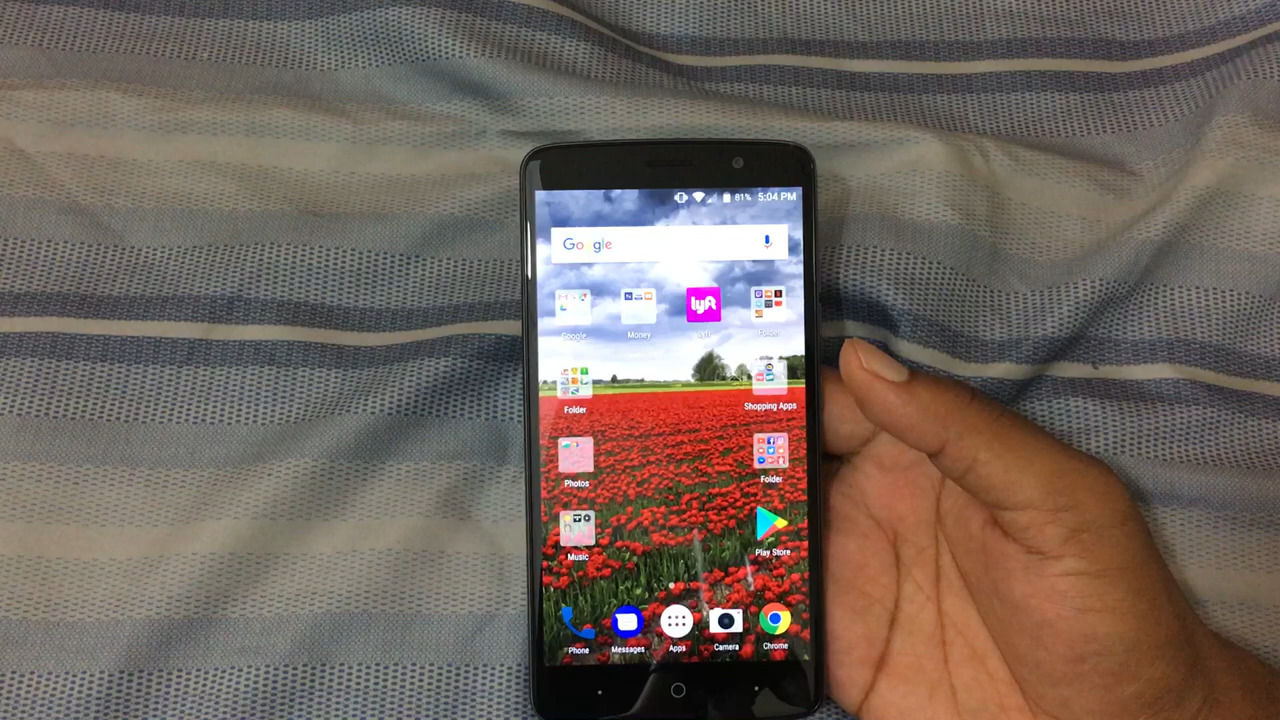 81% 5:04 PM
Google
lyft
Google Money Lyft Folder
Folder Shopping Apps
Photos Folder
Music Play Store
Phone Messages Apps Camera Chrome